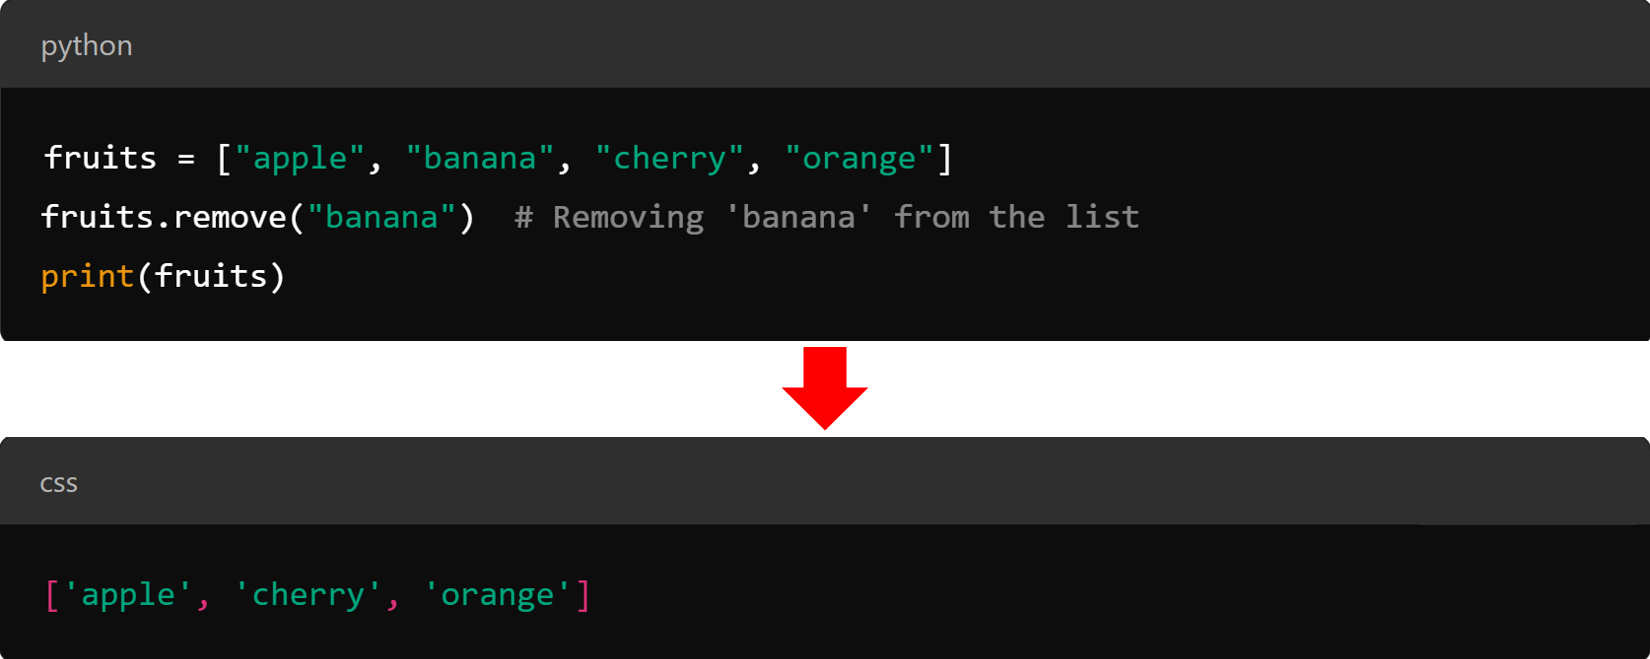 python
fruits = ["apple", "banana", "cherry", "orange"]
fruits.remove("banana")  # Removing 'banana' from the list
print(fruits)
css
['apple', 'cherry', 'orange']